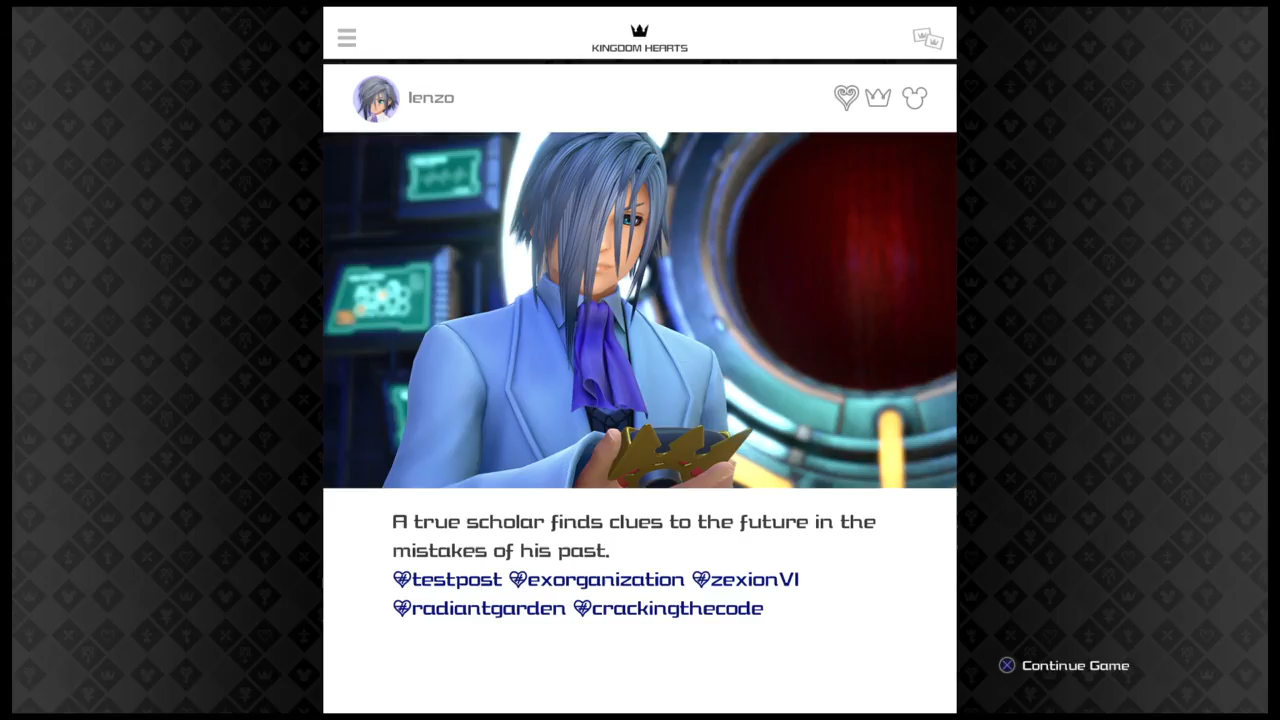 KINGDOM HEARTS
Ienzo
A true scholar finds clues to the future in the
mistakes of his past.
testpost exorganization zexionVI
radiantgarden crackingthecode
Continue Game